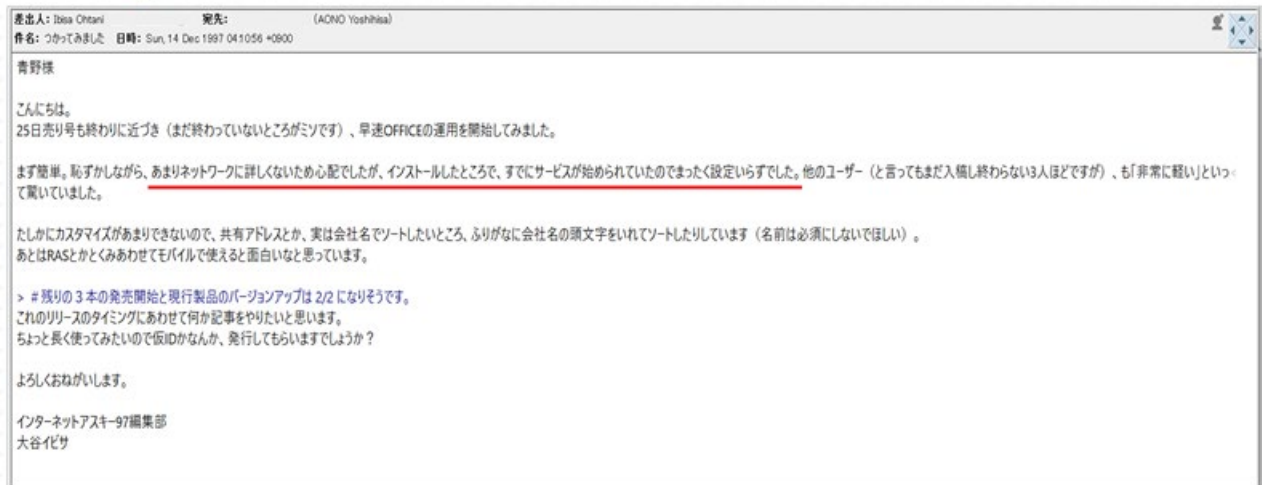 差出人: Ibisa Ohtani 宛先: (AONO Yoshihisa)
件名: つかってみました 日時: Sun, 14 Dec 1997 04:10:56 +0900
青野様
こんにちは。
25日売り号も終わりに近づき（まだ終わっていないところがミソです）、早速OFFICEの運用を開始してみました。
まず簡単。恥ずかしながら、あまりネットワークに詳しくないため心配でしたが、インストールしたところで、すでにサービスが始められていたのでまったく設定いらずでした。他のユーザー（と言ってもまだ入稿し終わらない3人ほどですが）、も「非常に軽い」といっ
て驚いていました。
たしかにカスタマイズがあまりできないので、共有アドレスとか、実は会社名でソートしたいところ、ふりがなに会社名の頭文字をいれてソートしたりしています（名前は必須にしないでほしい）。
あとはRASとかとくみあわせてモバイルで使えると面白いなと思っています。
> ＃残りの３本の発売開始と現行製品のバージョンアップは 2/2 になりそうです。
これのリリースのタイミングにあわせて何か記事をやりたいと思います。
ちょっと長く使ってみたいので仮IDかなんか、発行してもらいますでしょうか？
よろしくおねがいします。
インターネットアスキー97編集部
大谷イビサ